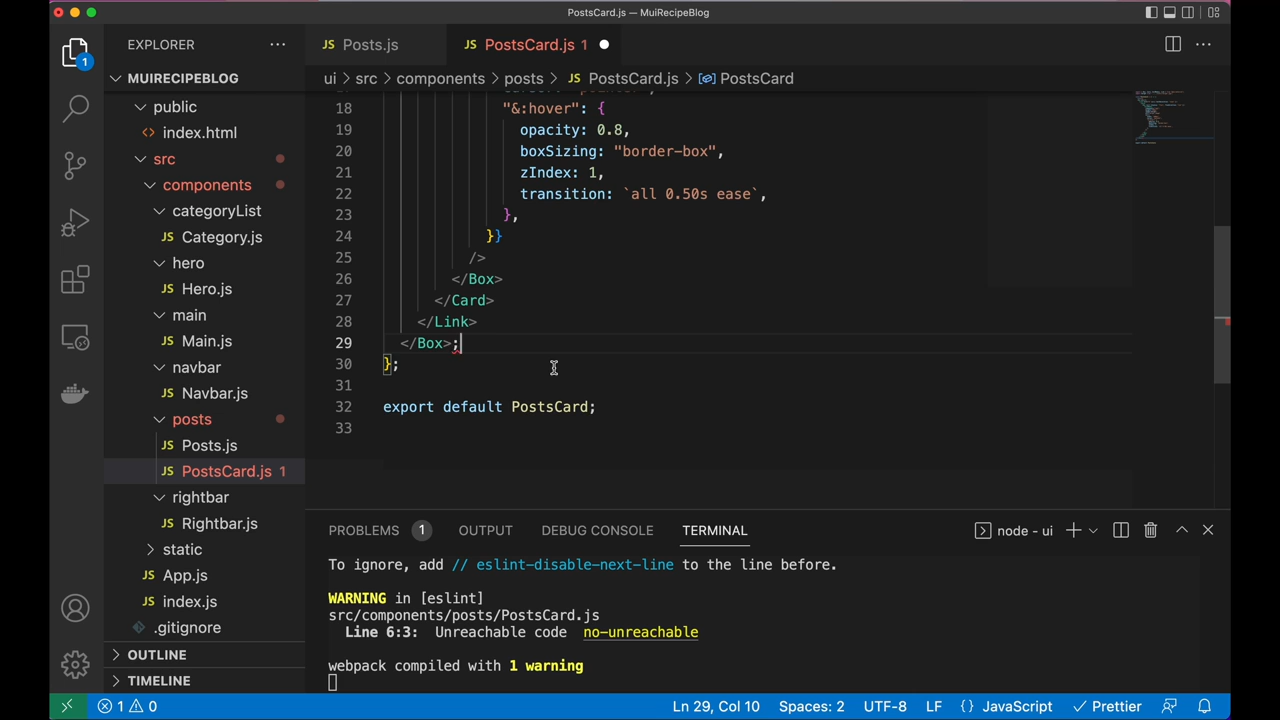 PostsCard.js — MuiRecipeBlog
EXPLORER
JS Posts.js
JS PostsCard.js 1
MUIRECIPEBLOG
ui > src > components > posts > JS PostsCard.js > PostsCard
public
<> index.html
src
components
categoryList
JS Category.js
hero
JS Hero.js
main
JS Main.js
navbar
JS Navbar.js
posts
JS Posts.js
JS PostsCard.js 1
rightbar
JS Rightbar.js
static
JS App.js
JS index.js
.gitignore
OUTLINE
TIMELINE
1
18 "&:hover": {
19 opacity: 0.8,
20 boxSizing: "border-box",
21 zIndex: 1,
22 transition: `all 0.50s ease`,
23 },
24 }}
25 />
26 </Box>
27 </Card>
28 </Link>
29 </Box>;
30 };
31
32 export default PostsCard;
33
PROBLEMS 1 OUTPUT DEBUG CONSOLE TERMINAL
node - ui
To ignore, add // eslint-disable-next-line to the line before.
WARNING in [eslint]
src/components/posts/PostsCard.js
Line 6:3: Unreachable code no-unreachable
webpack compiled with 1 warning
1 0
Ln 29, Col 10 Spaces: 2 UTF-8 LF {} JavaScript Prettier